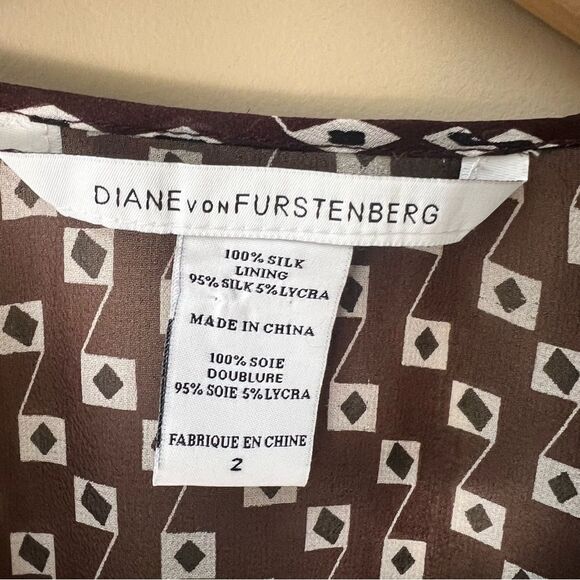 DIANE VON FURSTENBERG
100% SILK
LINING
95% SILK 5% LYCRA
MADE IN CHINA
100% SOIE
DOUBLURE
95% SOIE 5% LYCRA
FABRIQUE EN CHINE
2